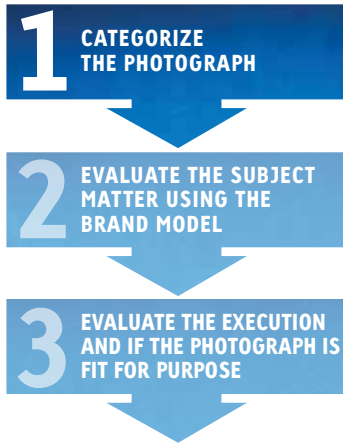 1
CATEGORIZE
THE PHOTOGRAPH
2
EVALUATE THE SUBJECT
MATTER USING THE
BRAND MODEL
3
EVALUATE THE EXECUTION
AND IF THE PHOTOGRAPH IS
FIT FOR PURPOSE